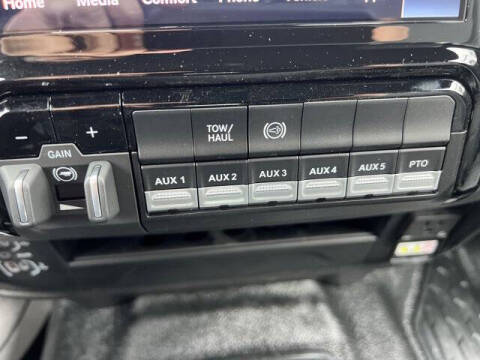 Home Media Comfort Phone
- +
TOW/
HAUL
GAIN
AUX 1 AUX 2 AUX 3 AUX 4 AUX 5 PTO